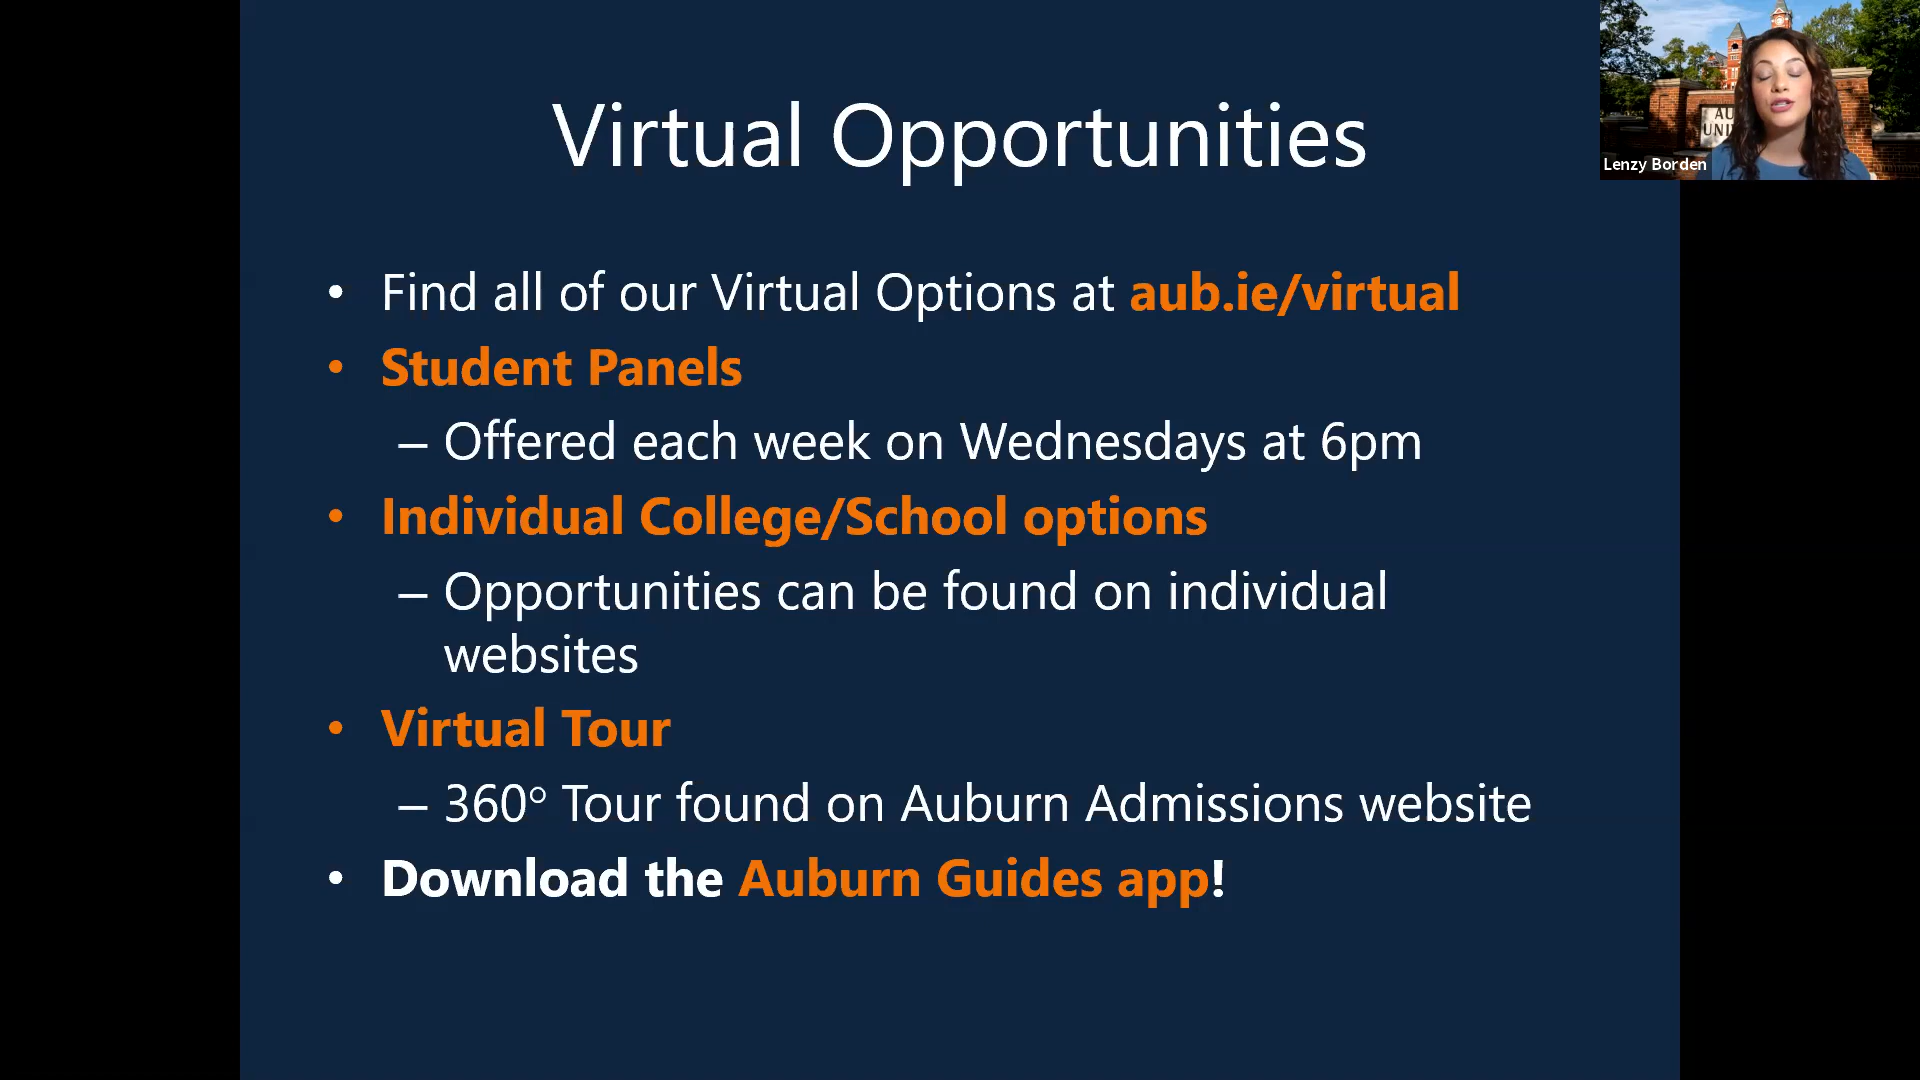 Virtual Opportunities
• Find all of our Virtual Options at aub.ie/virtual
• Student Panels
– Offered each week on Wednesdays at 6pm
• Individual College/School options
– Opportunities can be found on individual
websites
• Virtual Tour
– 360° Tour found on Auburn Admissions website
• Download the Auburn Guides app!
AU
UNI
Lenzy Borden